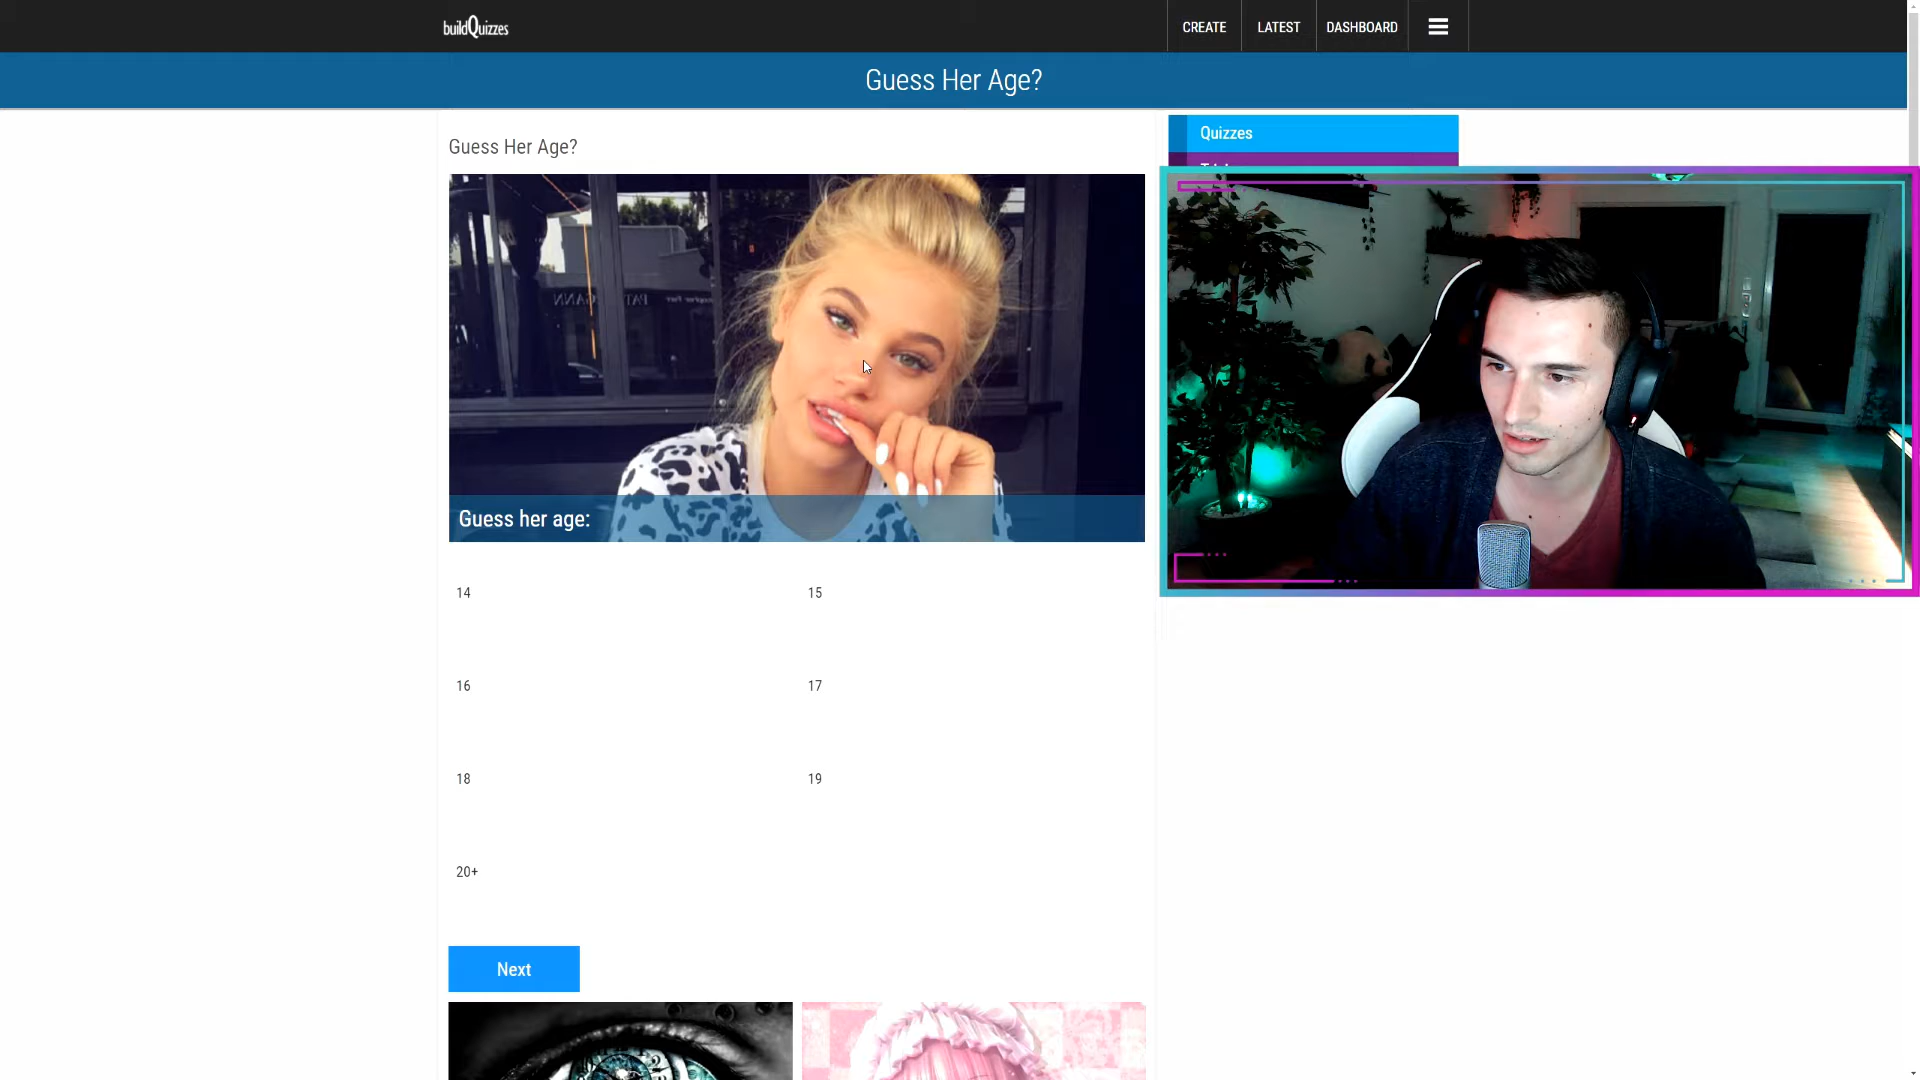 buildQuizzes
CREATE
LATEST
DASHBOARD
Guess Her Age?
Guess Her Age?
Quizzes
Guess her age:
14
15
16
17
18
19
20+
Next